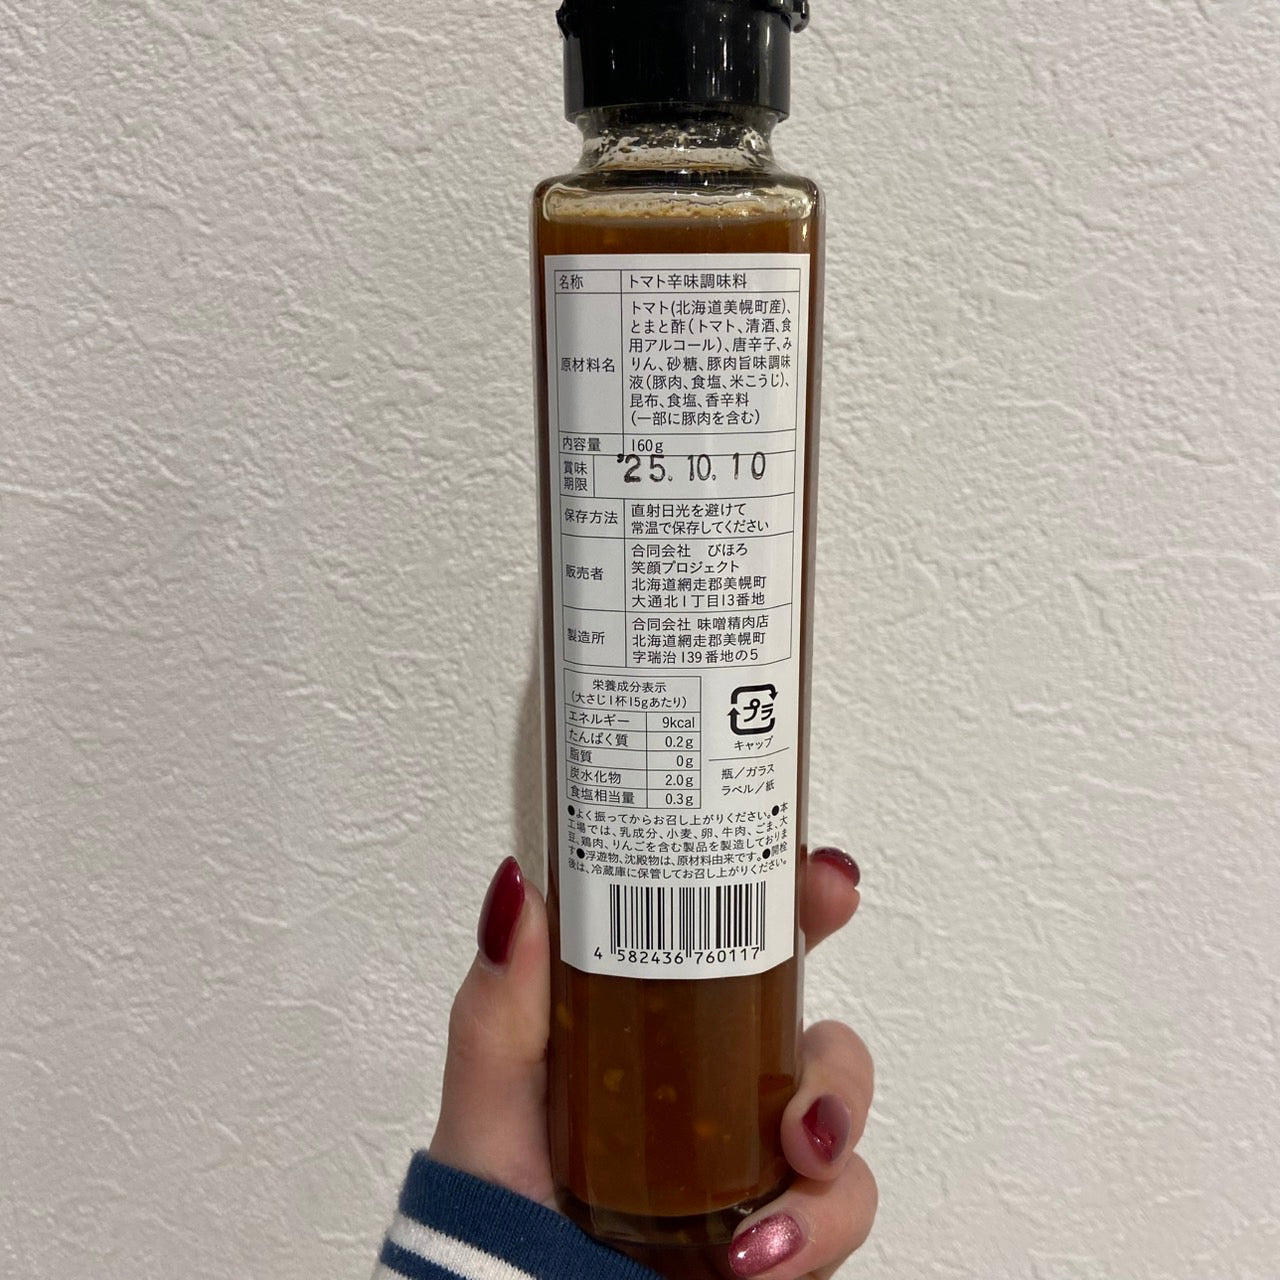 名称 トマト辛味調味料
原材料名
トマト(北海道美幌町産)、
とまと酢(トマト、清酒、食
用アルコール)、唐辛子、み
りん、砂糖、豚肉旨味調味
液(豚肉、食塩、米こうじ)、
昆布、食塩、香辛料
(一部に豚肉を含む)
内容量 160g
賞味
期限
'25.10.10
保存方法
直射日光を避けて
常温で保存してください
販売者
合同会社 びほろ
笑顔プロジェクト
北海道網走郡美幌町
大通北1丁目13番地
製造所
合同会社 味噌精肉店
北海道網走郡美幌町
字瑞治139番地の5
栄養成分表示
(大さじ1杯15gあたり)
エネルギー 9kcal
たんぱく質 0.2g
脂質 0g
炭水化物 2.0g
食塩相当量 0.3g
プラ
キャップ
瓶/ガラス
ラベル/紙
●よく振ってからお召し上がりください。●本
工場では、乳成分、小麦、卵、牛肉、ごま、大
豆、鶏肉、りんごを含む製品を製造しておりま
す●浮遊物、沈殿物は、原材料由来です。●開栓
後は、冷蔵庫に保管してお召し上がりください。
4 582436 760117